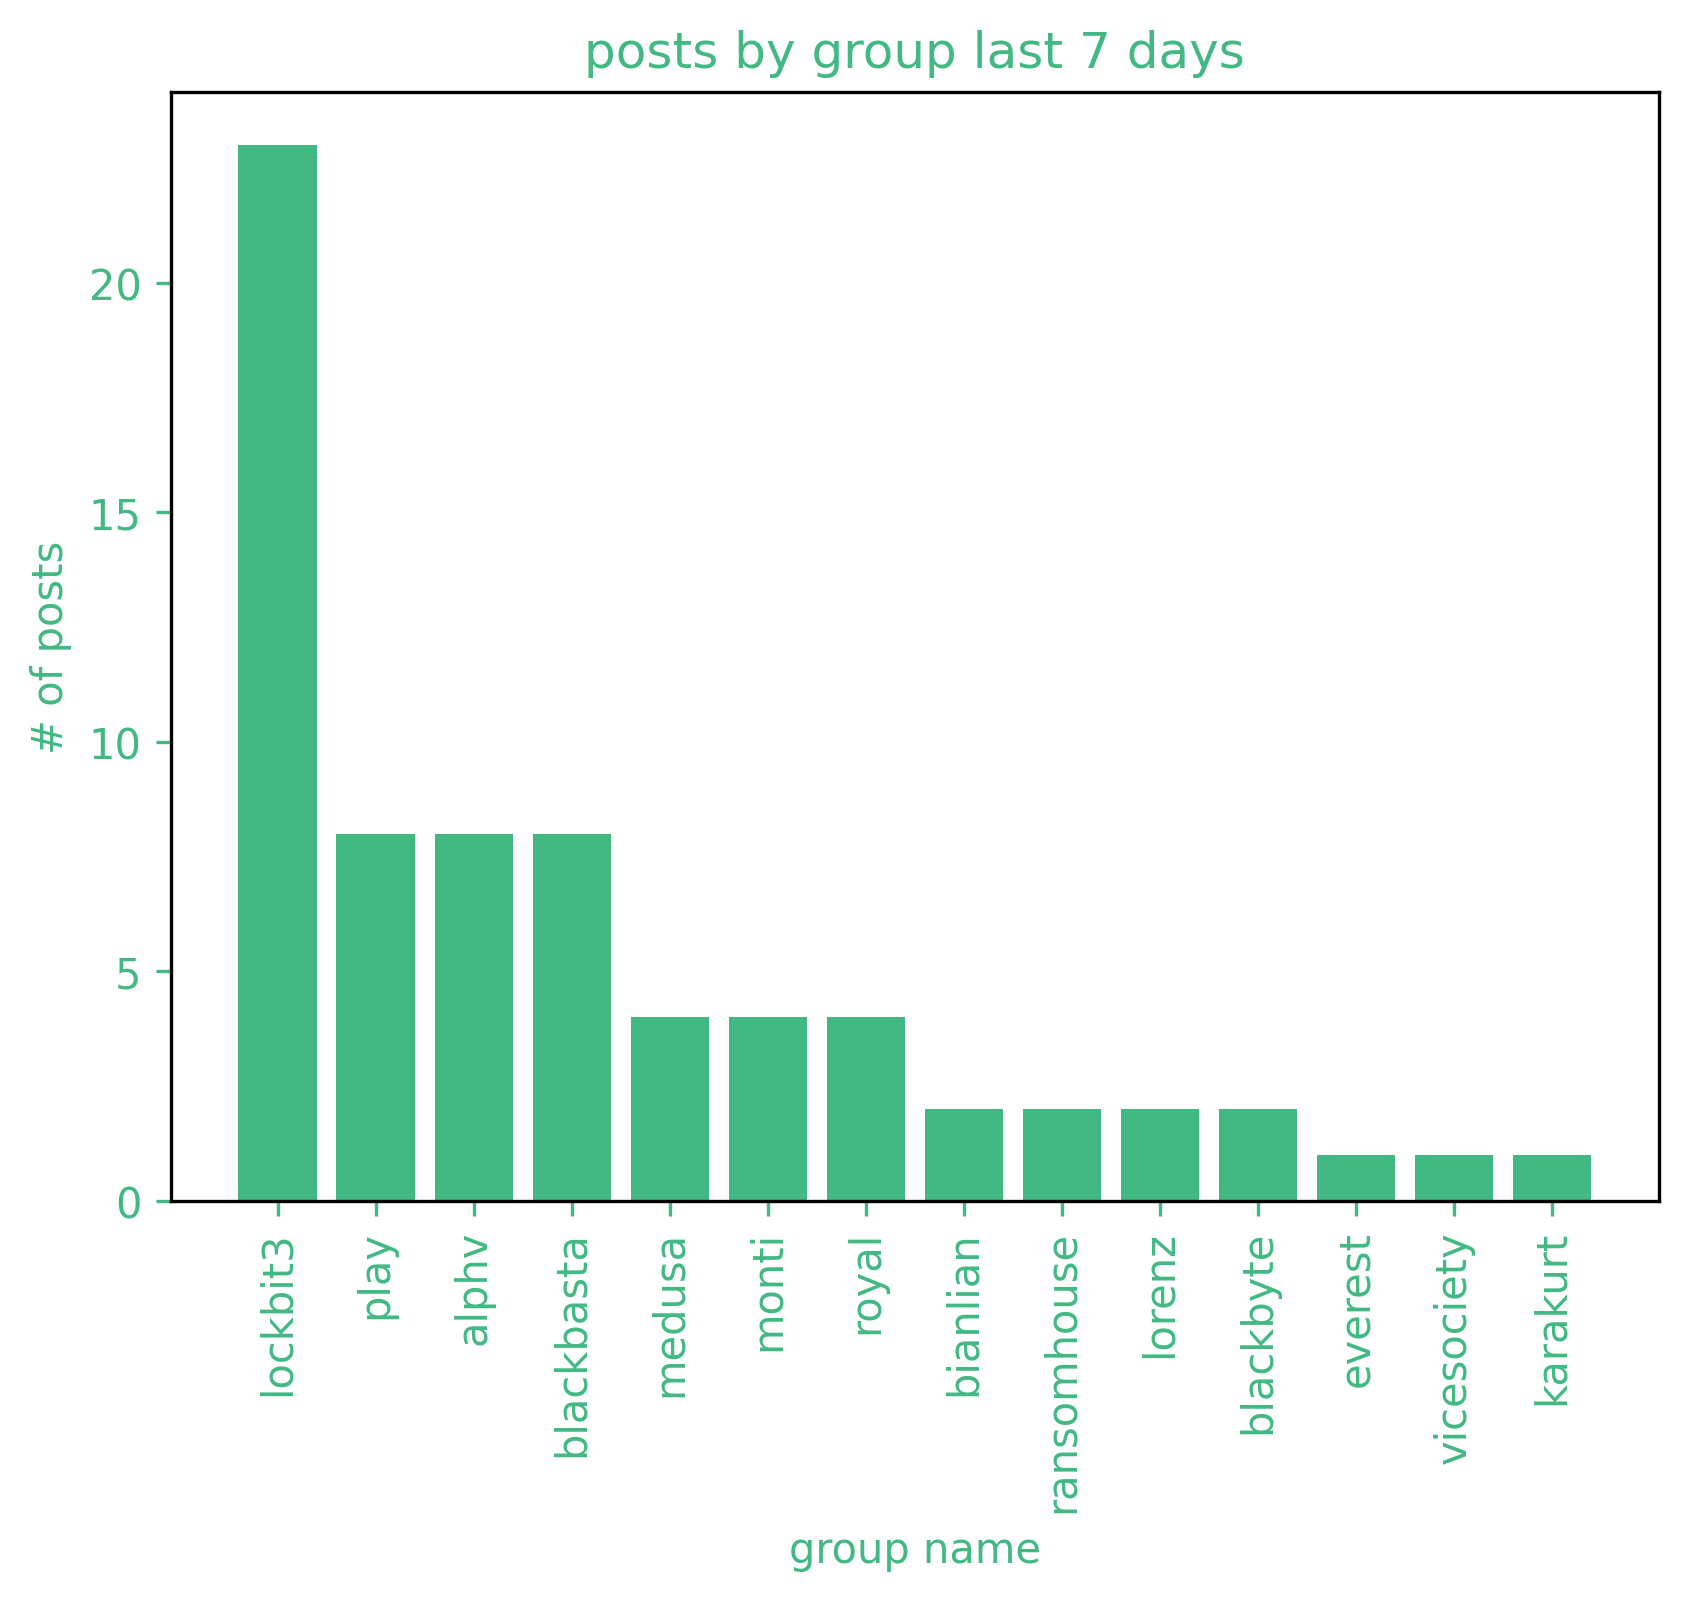 posts by group last 7 days
# of posts
20
15
10
5
0
lockbit3
play
alphv
blackbasta
medusa
monti
royal
bianlian
ransomhouse
lorenz
blackbyte
everest
vicesociety
karakurt
group name